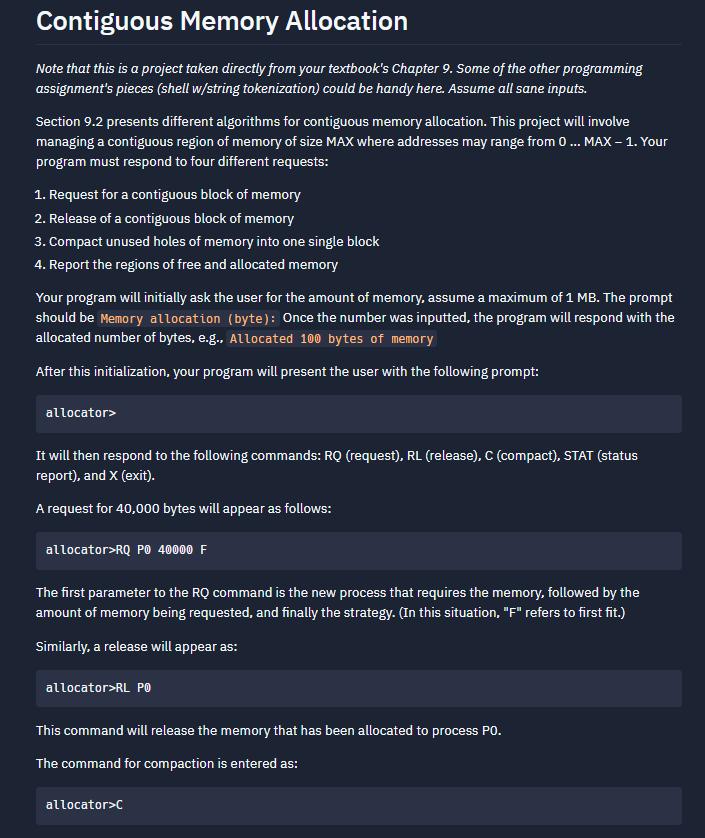 Contiguous Memory Allocation
Note that this is a project taken directly from your textbook's Chapter 9. Some of the other programming
assignment's pieces (shell w/string tokenization) could be handy here. Assume all sane inputs.
Section 9.2 presents different algorithms for contiguous memory allocation. This project will involve
managing a contiguous region of memory of size MAX where addresses may range from 0 ... MAX – 1. Your
program must respond to four different requests:
1. Request for a contiguous block of memory
2. Release of a contiguous block of memory
3. Compact unused holes of memory into one single block
4. Report the regions of free and allocated memory
Your program will initially ask the user for the amount of memory, assume a maximum of 1 MB. The prompt
should be Memory allocation (byte): Once the number was inputted, the program will respond with the
allocated number of bytes, e.g., Allocated 100 bytes of memory
After this initialization, your program will present the user with the following prompt:
allocator>
It will then respond to the following commands: RQ (request), RL (release), C (compact), STAT (status
report), and X (exit).
A request for 40,000 bytes will appear as follows:
allocator>RQ P0 40000 F
The first parameter to the RQ command is the new process that requires the memory, followed by the
amount of memory being requested, and finally the strategy. (In this situation, "F" refers to first fit.)
Similarly, a release will appear as:
allocator>RL P0
This command will release the memory that has been allocated to process P0.
The command for compaction is entered as:
allocator>C